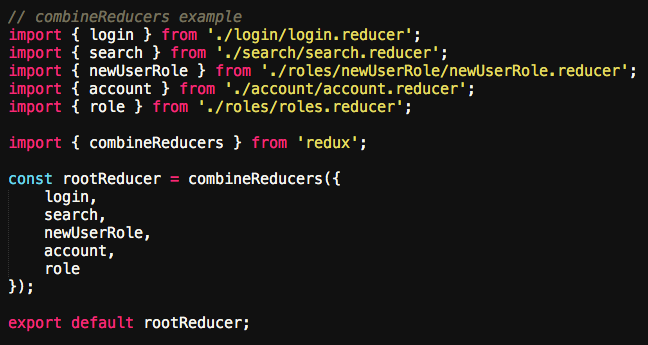 // combineReducers example
import { login } from './login/login.reducer';
import { search } from './search/search.reducer';
import { newUserRole } from './roles/newUserRole/newUserRole.reducer';
import { account } from './account/account.reducer';
import { role } from './roles/roles.reducer';
import { combineReducers } from 'redux';
const rootReducer = combineReducers({
login,
search,
newUserRole,
account,
role
});
export default rootReducer;